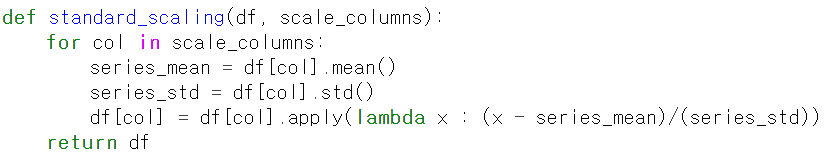 def standard_scaling(df, scale_columns):
    for col in scale_columns:
        series_mean = df[col].mean()
        series_std = df[col].std()
        df[col] = df[col].apply(lambda x : (x - series_mean)/(series_std))
    return df